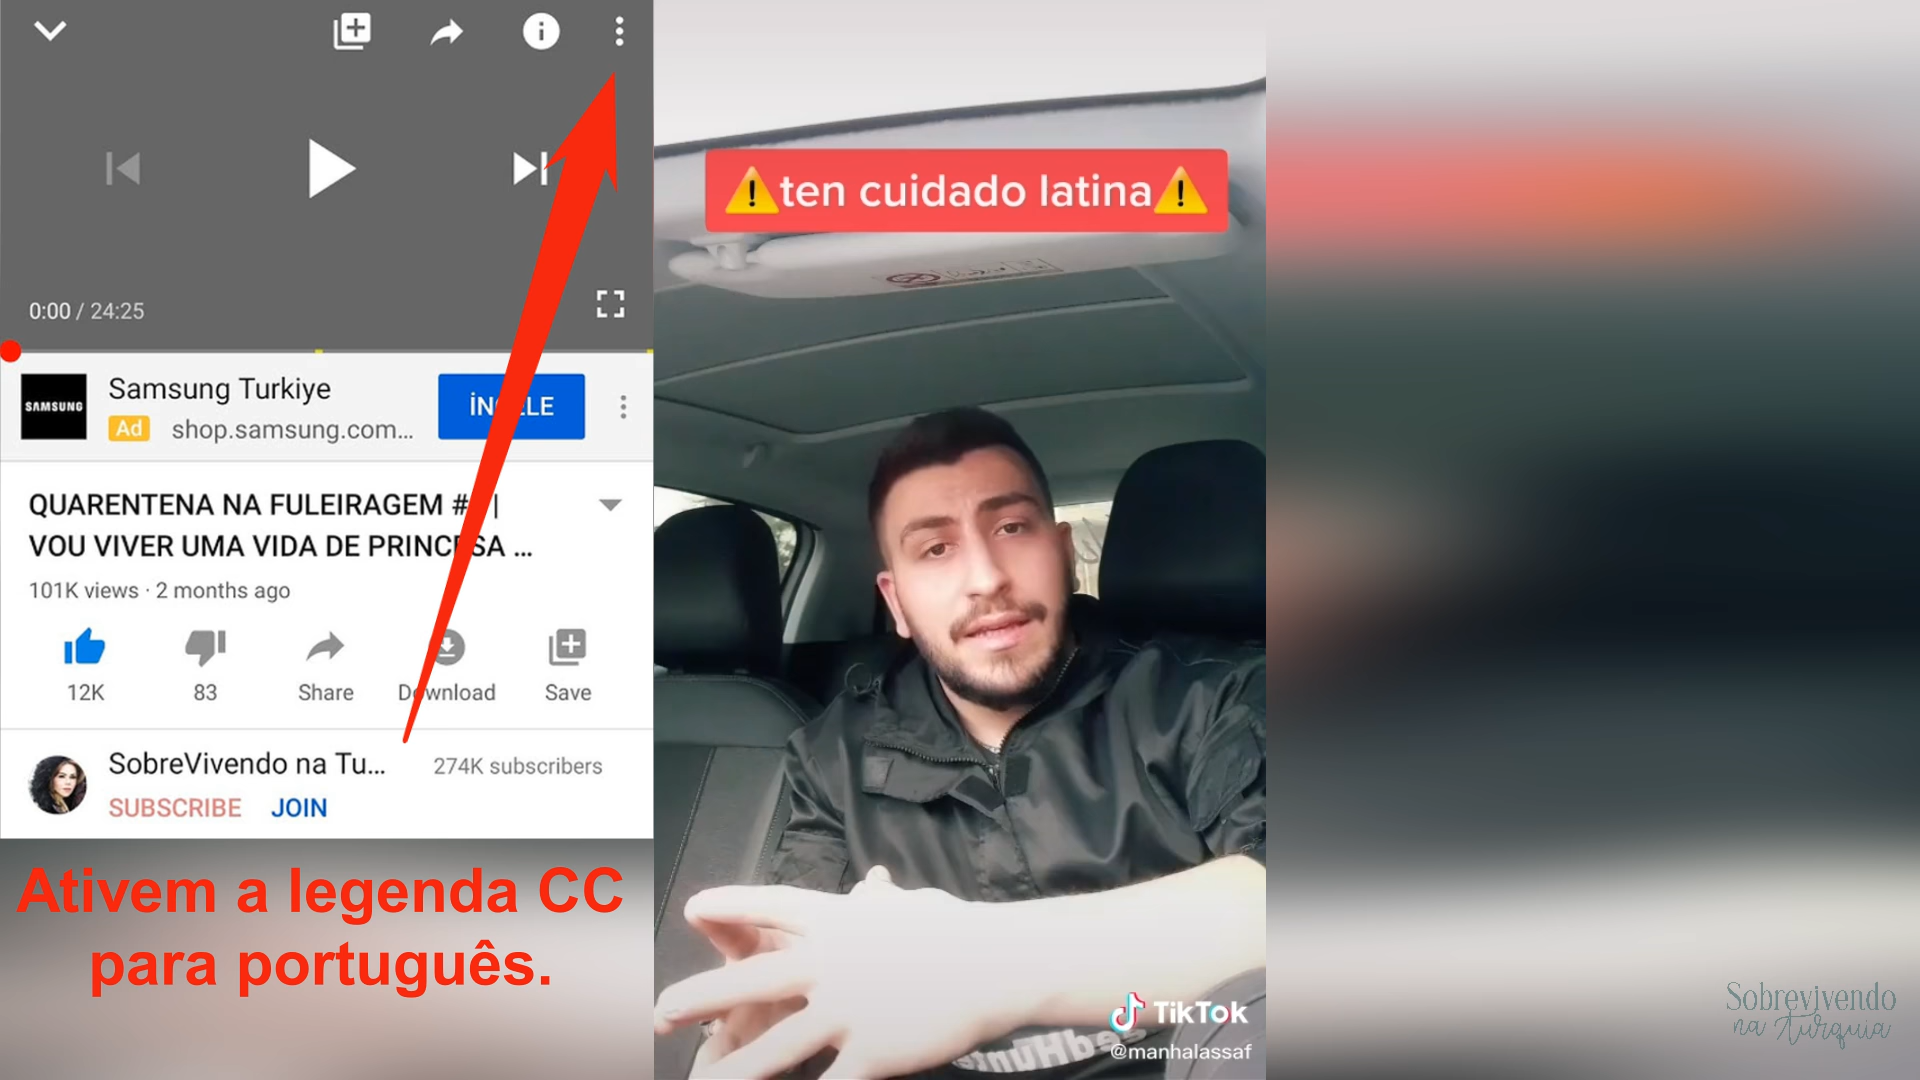 0:00 / 24:25
SAMSUNG
Samsung Turkiye
Ad shop.samsung.com...
QUARENTENA NA FULEIRAGEM
VOU VIVER UMA VIDA DE PRINCESA ...
101K views · 2 months ago
12K
83
Share
Download
Save
SobreVivendo na Tu...
274K subscribers
SUBSCRIBE JOIN
Ativem a legenda CC
para português.
⚠️ten cuidado latina⚠️
TikTok
@manhalassaf
Sobrevivendo
na turquia